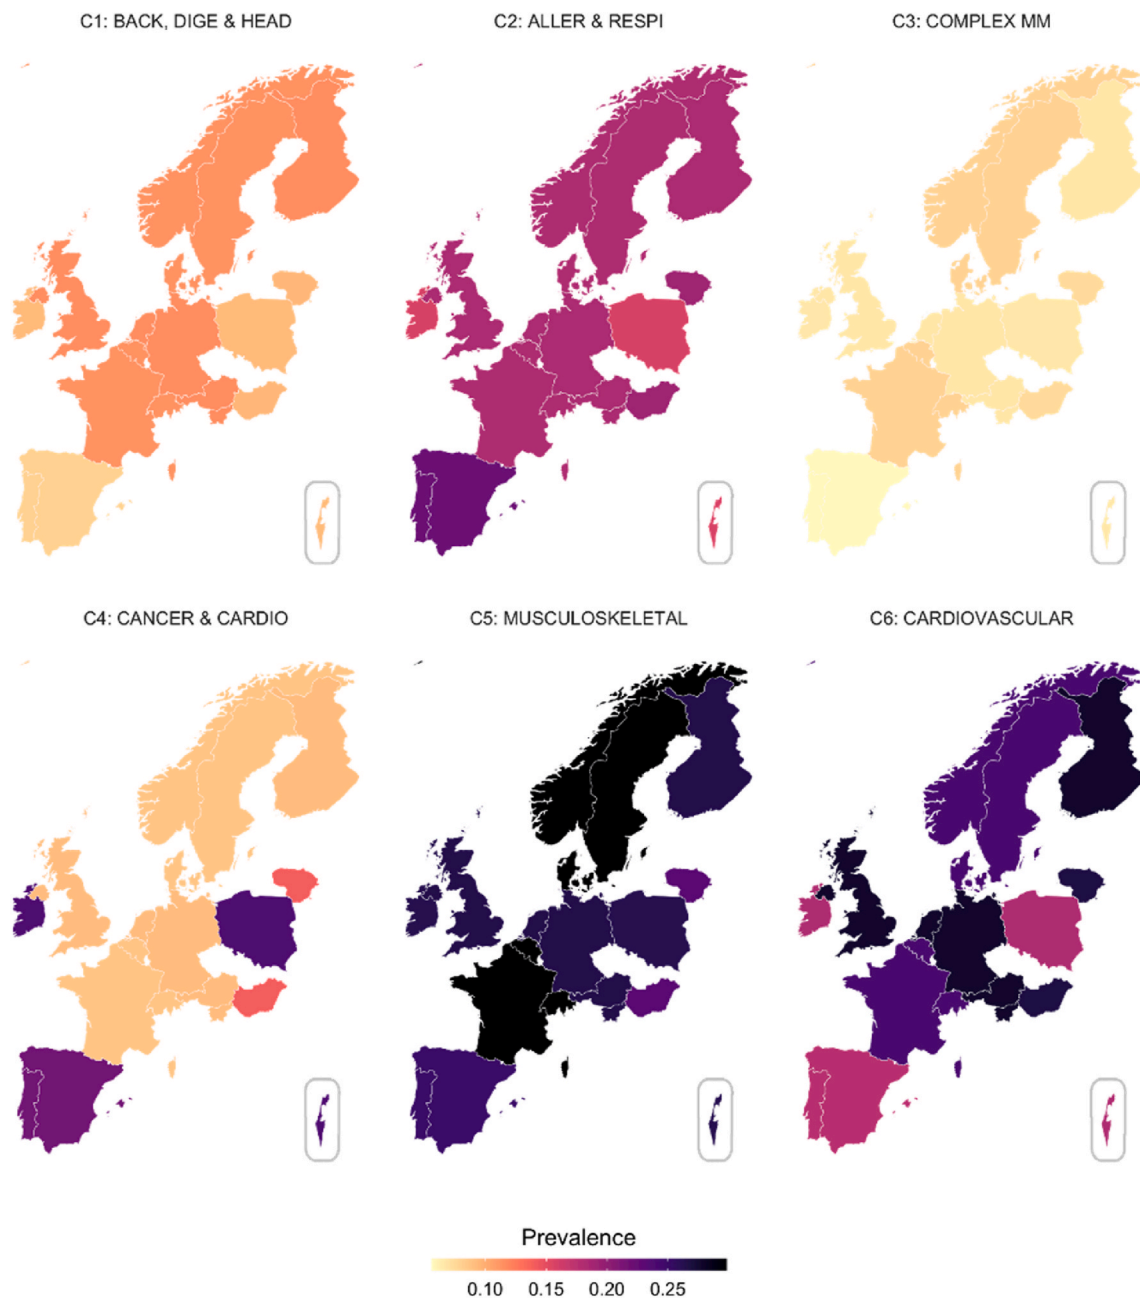 C1: BACK, DIGE & HEAD
C2: ALLER & RESPI
C3: COMPLEX MM
C4: CANCER & CARDIO
C5: MUSCULOSKELETAL
C6: CARDIOVASCULAR
Prevalence
0.10 0.15 0.20 0.25